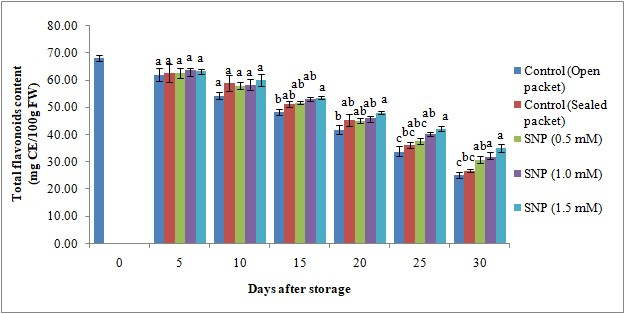 Total flavonoids content
(mg CE/100g FW)
80.00
70.00
60.00
50.00
40.00
30.00
20.00
10.00
0.00
a a a a a
a a a a a
b ab ab ab a
b ab ab ab a
c bc abc ab a
c bc ab a a
0 5 10 15 20 25 30
Days after storage
Control (Open
packet)
Control (Sealed
packet)
SNP (0.5 mM)
SNP (1.0 mM)
SNP (1.5 mM)